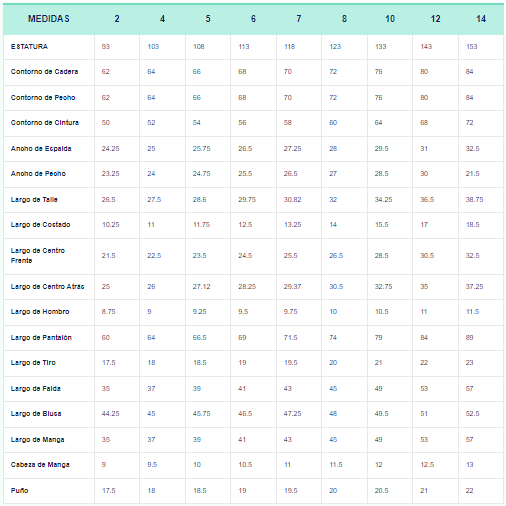 MEDIDAS 2 4 5 6 7 8 10 12 14
ESTATURA 93 103 108 113 118 123 133 143 153
Contorno de Cadera 62 64 66 68 70 72 76 80 84
Contorno de Pecho 62 64 66 68 70 72 76 80 84
Contorno de Cintura 50 52 54 56 58 60 64 68 72
Ancho de Espalda 24.25 25 25.75 26.5 27.25 28 29.5 31 32.5
Ancho de Pecho 23.25 24 24.75 25.5 26.5 27 28.5 30 21.5
Largo de Talle 26.5 27.5 28.6 29.75 30.82 32 34.25 36.5 38.75
Largo de Costado 10.25 11 11.75 12.5 13.25 14 15.5 17 18.5
Largo de Centro
Frente 21.5 22.5 23.5 24.5 25.5 26.5 28.5 30.5 32.5
Largo de Centro Atrás 25 26 27.12 28.25 29.37 30.5 32.75 35 37.25
Largo de Hombro 8.75 9 9.25 9.5 9.75 10 10.5 11 11.5
Largo de Pantalón 60 64 66.5 69 71.5 74 79 84 89
Largo de Tiro 17.5 18 18.5 19 19.5 20 21 22 23
Largo de Falda 35 37 39 41 43 45 49 53 57
Largo de Blusa 44.25 45 45.75 46.5 47.25 48 49.5 51 52.5
Largo de Manga 35 37 39 41 43 45 49 53 57
Cabeza de Manga 9 9.5 10 10.5 11 11.5 12 12.5 13
Puño 17.5 18 18.5 19 19.5 20 20.5 21 22